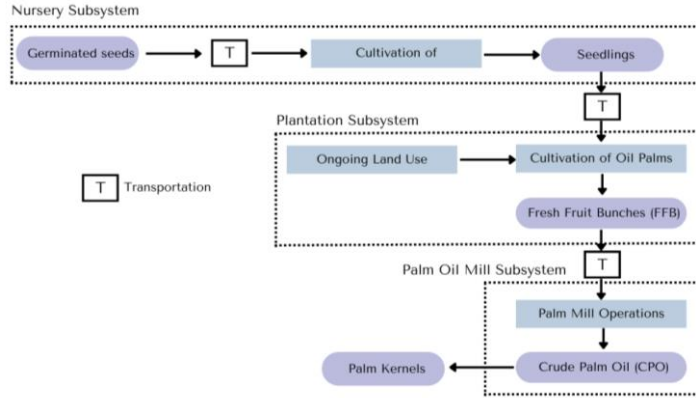 Nursery Subsystem
Germinated seeds
T
Cultivation of
Seedlings
T
Plantation Subsystem
Ongoing Land Use
Cultivation of Oil Palms
T
Transportation
Fresh Fruit Bunches (FFB)
T
Palm Oil Mill Subsystem
Palm Mill Operations
Palm Kernels
Crude Palm Oil (CPO)